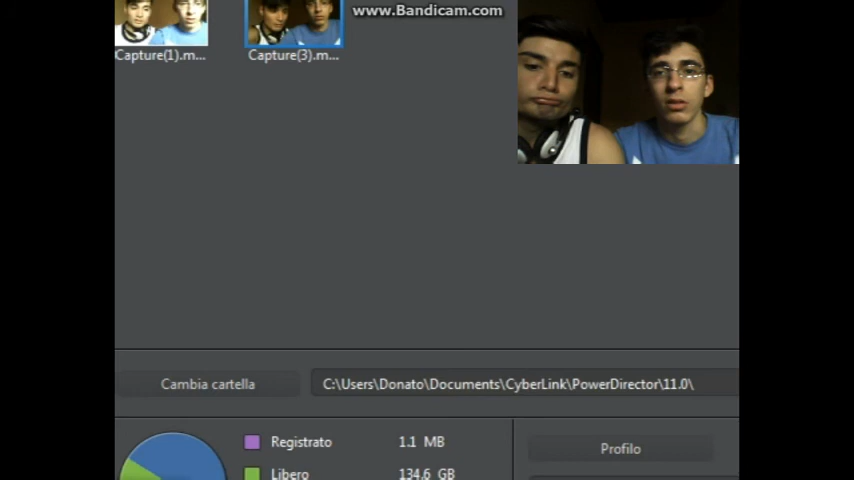 www.Bandicam.com
Capture(1).m...
Capture(3).m...
Cambia cartella
C:\Users\Donato\Documents\CyberLink\PowerDirector\11.0\
Registrato 1.1 MB
Profilo
Libero 134.6 GB